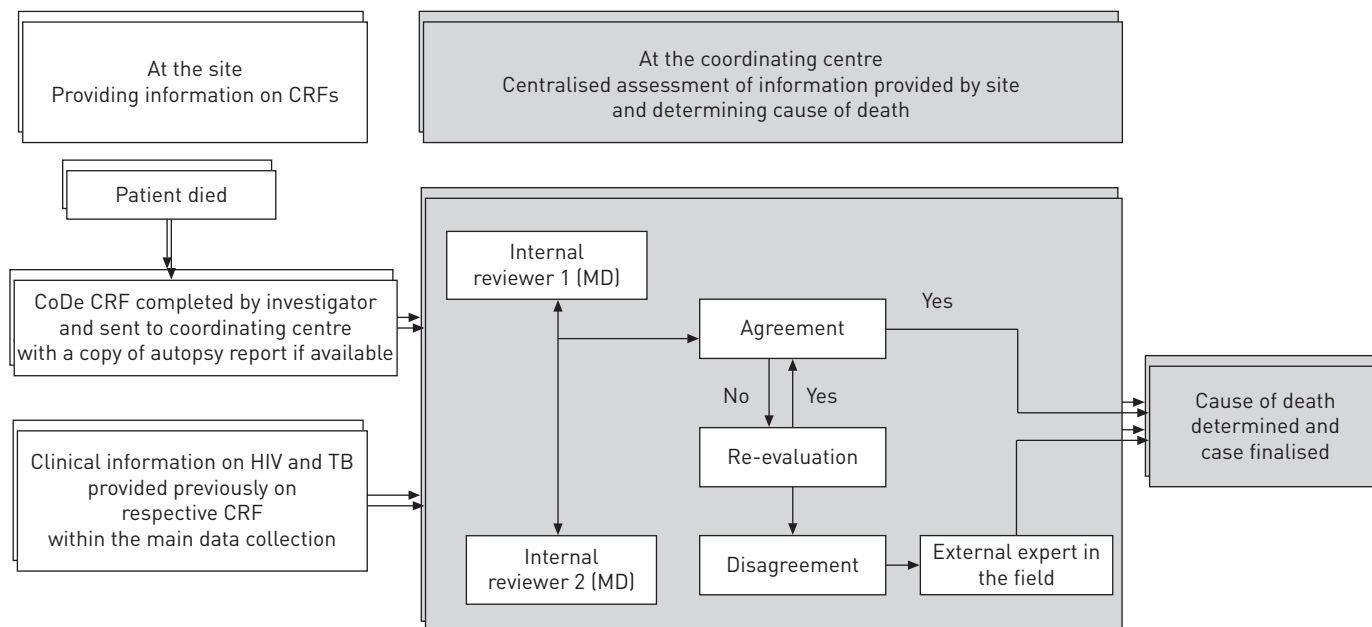 At the site
Providing information on CRFs
At the coordinating centre
Centralised assessment of information provided by site
and determining cause of death
Patient died
CoDe CRF completed by investigator
and sent to coordinating centre
with a copy of autopsy report if available
Clinical information on HIV and TB
provided previously on
respective CRF
within the main data collection
Internal
reviewer 1 (MD)
Internal
reviewer 2 (MD)
Agreement
Yes
No
Yes
Re-evaluation
Disagreement
External expert in
the field
Cause of death
determined and
case finalised